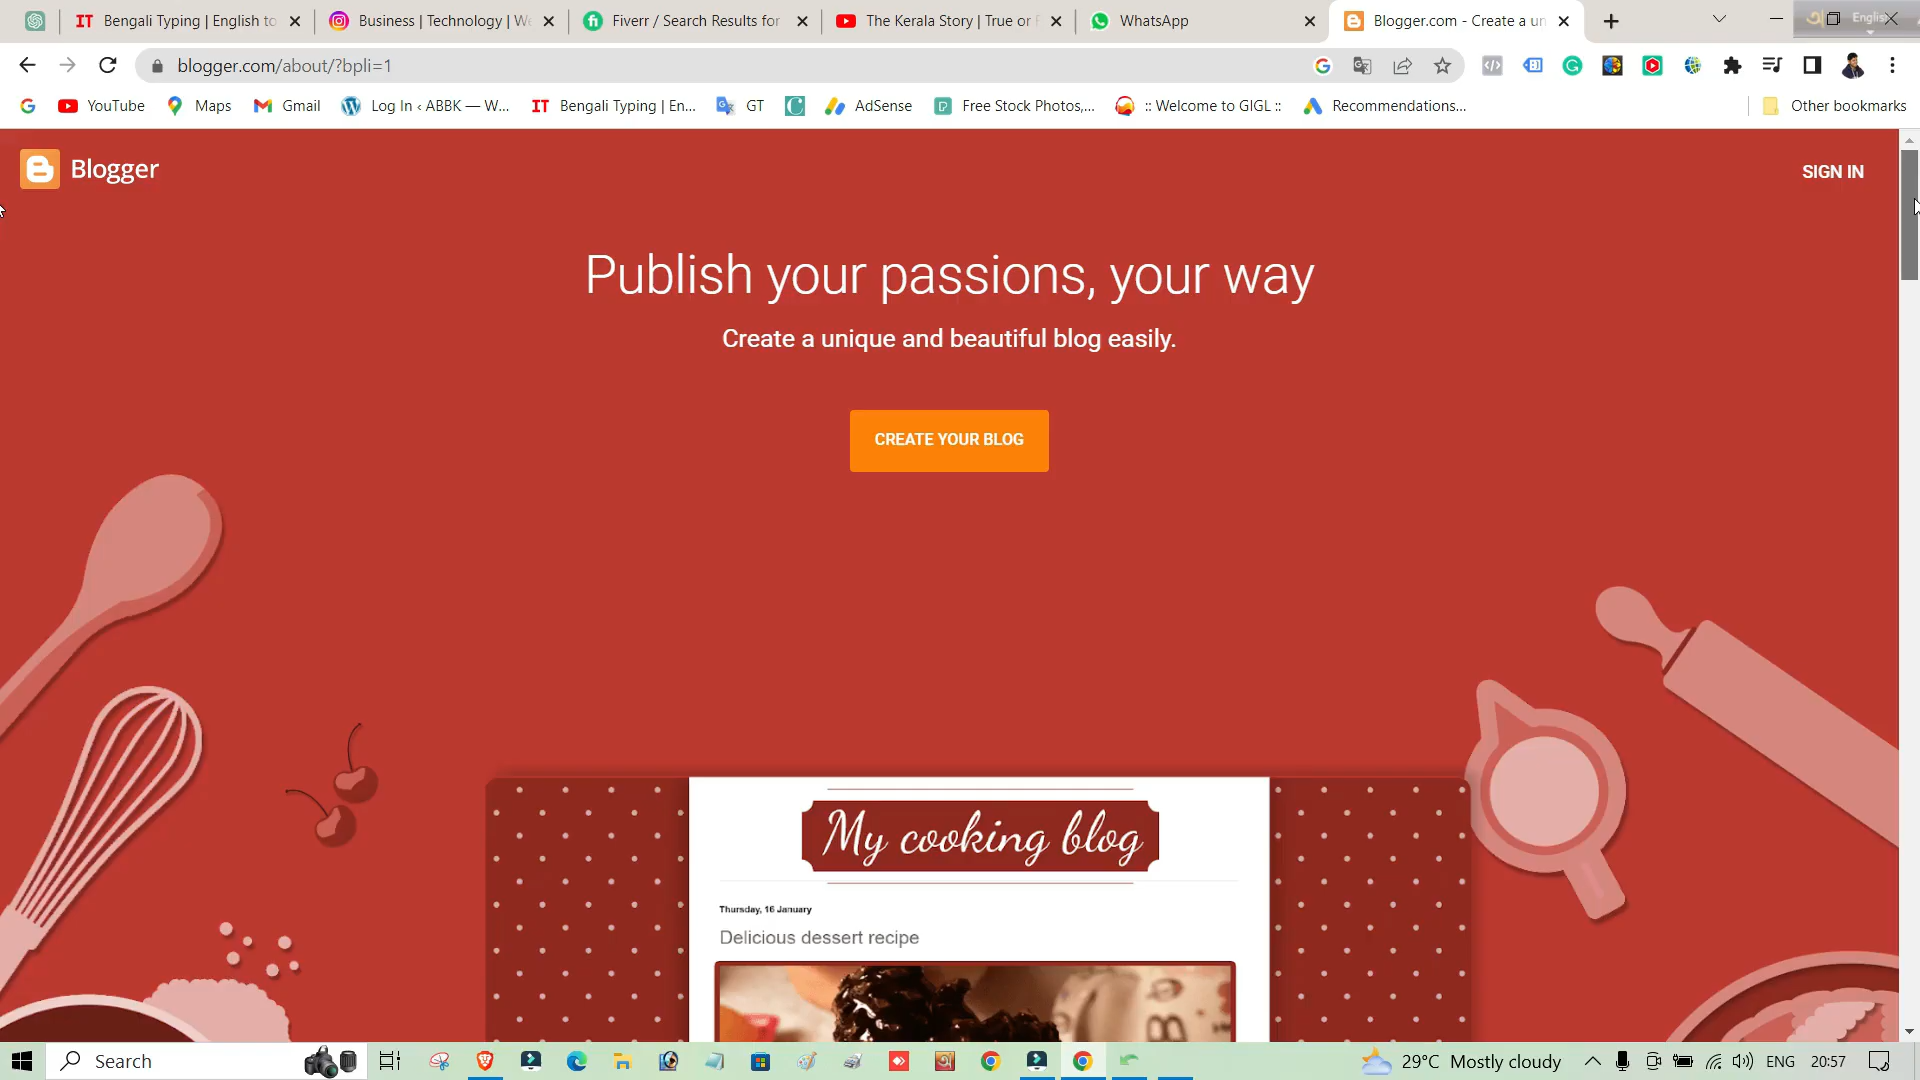 Bengali Typing | English to
Business | Technology | We
Fiverr / Search Results for
The Kerala Story | True or F
WhatsApp
Blogger.com - Create a un
English
blogger.com/about/?bpli=1
YouTube
Maps
Gmail
Log In ‹ ABBK — W...
Bengali Typing | En...
GT
AdSense
Free Stock Photos,...
:: Welcome to GIGL ::
Recommendations...
Other bookmarks
Blogger
SIGN IN
Publish your passions, your way
Create a unique and beautiful blog easily.
CREATE YOUR BLOG
My cooking blog
Thursday, 16 January
Delicious dessert recipe
Search
29°C Mostly cloudy
ENG
20:57